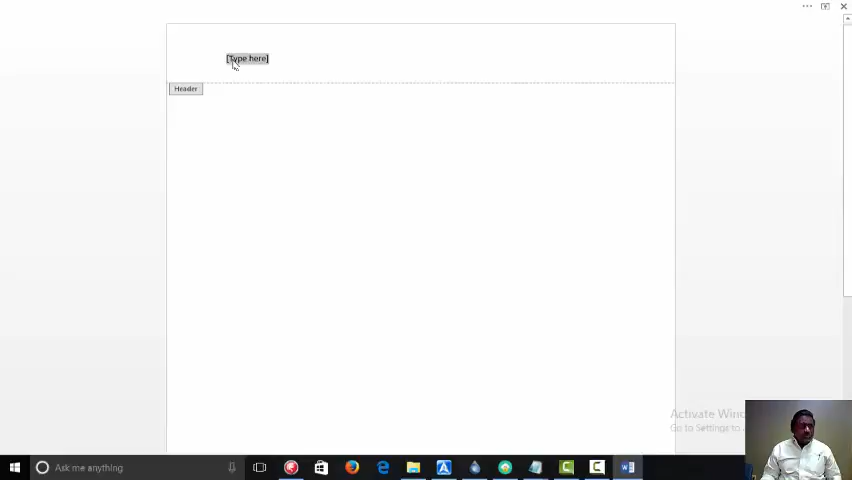 [Type here]
Header
Activate Wind
Go to Settings to a
Ask me anything